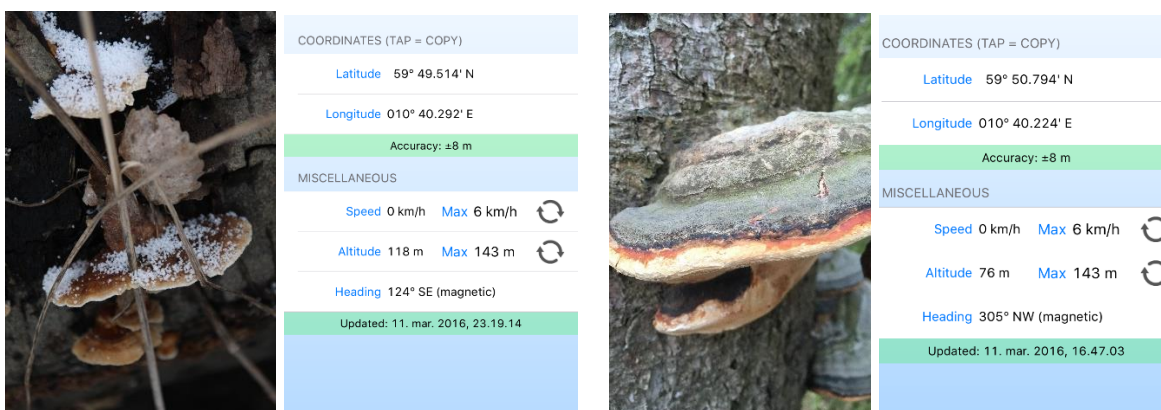 COORDINATES (TAP = COPY)
Latitude 59° 49.514' N
Longitude 010° 40.292' E
Accuracy: ±8 m
MISCELLANEOUS
Speed 0 km/h Max 6 km/h
Altitude 118 m Max 143 m
Heading 124° SE (magnetic)
Updated: 11. mar. 2016, 23.19.14
COORDINATES (TAP = COPY)
Latitude 59° 50.794' N
Longitude 010° 40.224' E
Accuracy: ±8 m
MISCELLANEOUS
Speed 0 km/h Max 6 km/h
Altitude 76 m Max 143 m
Heading 305° NW (magnetic)
Updated: 11. mar. 2016, 16.47.03